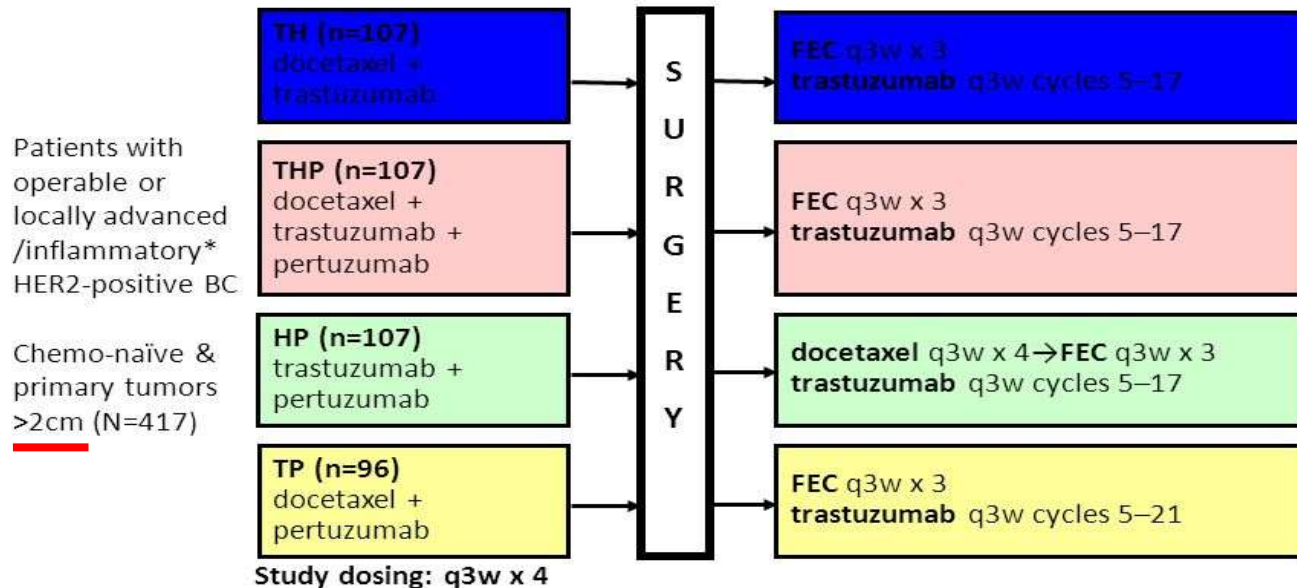 Patients with
operable or
locally advanced
/inflammatory*
HER2-positive BC
Chemo-naïve &
primary tumors
>2cm (N=417)
TH (n=107)
docetaxel +
trastuzumab
THP (n=107)
docetaxel +
trastuzumab +
pertuzumab
HP (n=107)
trastuzumab +
pertuzumab
TP (n=96)
docetaxel +
pertuzumab
Study dosing: q3w x 4
S
U
R
G
E
R
Y
FEC q3w x 3
trastuzumab q3w cycles 5–17
FEC q3w x 3
trastuzumab q3w cycles 5–17
docetaxel q3w x 4→FEC q3w x 3
trastuzumab q3w cycles 5–17
FEC q3w x 3
trastuzumab q3w cycles 5–21